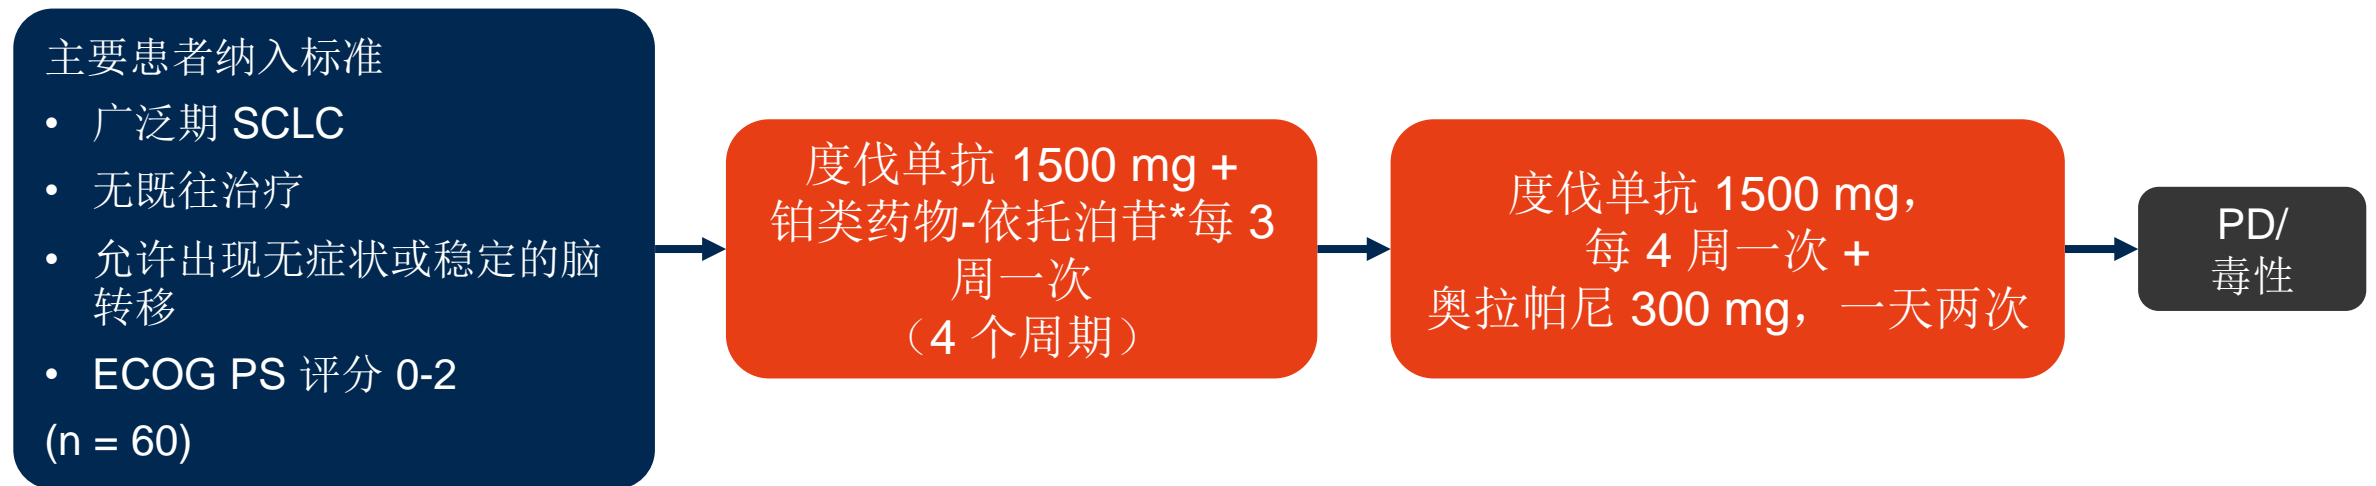 主要患者纳入标准
• 广泛期 SCLC
• 无既往治疗
• 允许出现无症状或稳定的脑
转移
• ECOG PS 评分 0-2
(n = 60)
度伐单抗 1500 mg +
铂类药物-依托泊苷*每 3
周一次
（4 个周期）
度伐单抗 1500 mg，
每 4 周一次 +
奥拉帕尼 300 mg，一天两次
PD/
毒性